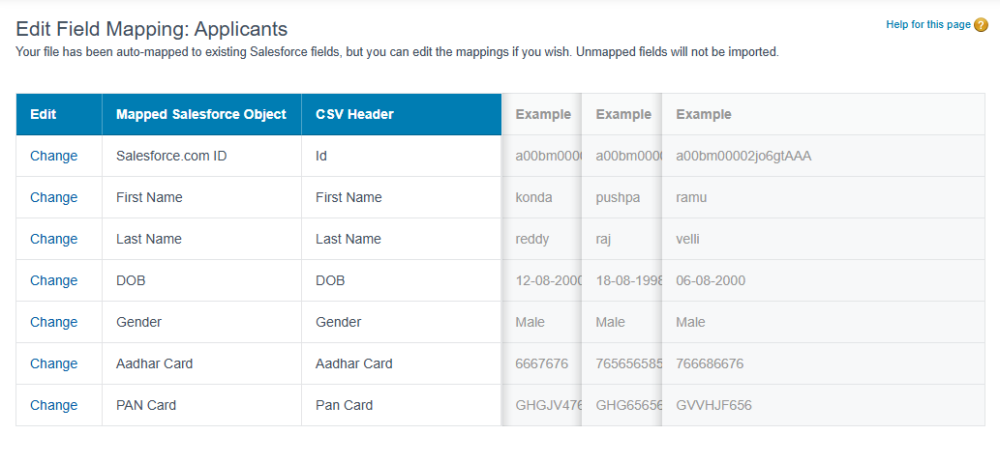 Edit Field Mapping: Applicants
Help for this page ?
Your file has been auto-mapped to existing Salesforce fields, but you can edit the mappings if you wish. Unmapped fields will not be imported.
Edit Mapped Salesforce Object CSV Header Example Example Example
Change Salesforce.com ID Id a00bm000 a00bm000 a00bm00002jo6gtAAA
Change First Name First Name konda pushpa ramu
Change Last Name Last Name reddy raj velli
Change DOB DOB 12-08-2000 18-08-1998 06-08-2000
Change Gender Gender Male Male Male
Change Aadhar Card Aadhar Card 6667676 765656585 766686676
Change PAN Card Pan Card GHGJV476 GHG65656 GVVHJF656